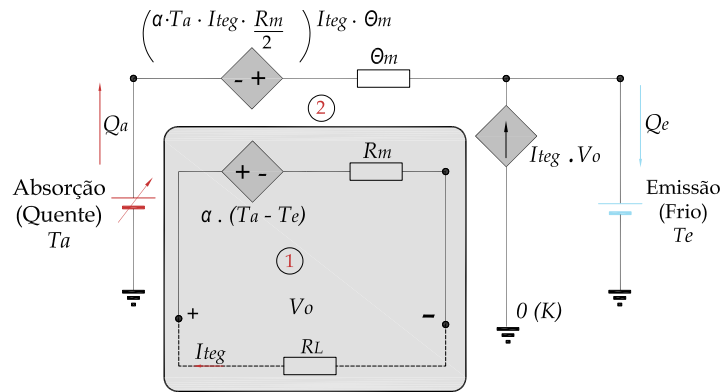 (α·Ta · Iteg · Rm/2) Iteg · Θm
- +
Θm
2
Qa
Qe
Iteg . Vo
Absorção
(Quente)
Ta
Emissão
(Frio)
Te
+ -
Rm
α . (Ta - Te)
1
+
Vo
-
0 (K)
Iteg
RL